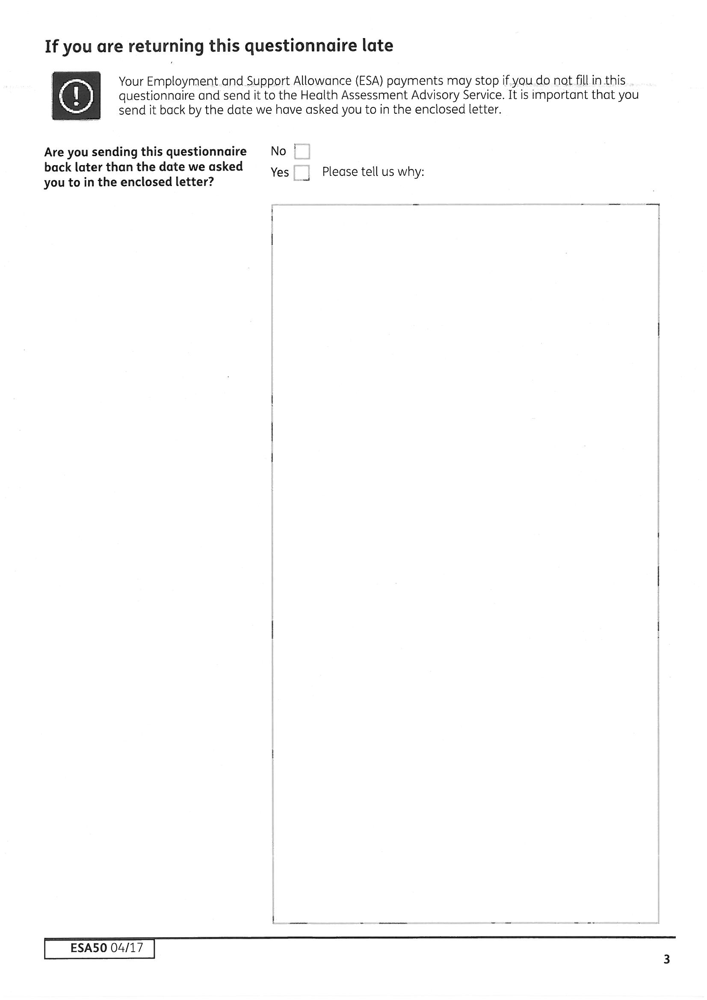 If you are returning this questionnaire late
Your Employment and Support Allowance (ESA) payments may stop if you do not fill in this
questionnaire and send it to the Health Assessment Advisory Service. It is important that you
send it back by the date we have asked you to in the enclosed letter.
Are you sending this questionnaire
back later than the date we asked
you to in the enclosed letter?
No
Yes Please tell us why:
ESA50 04/17
3